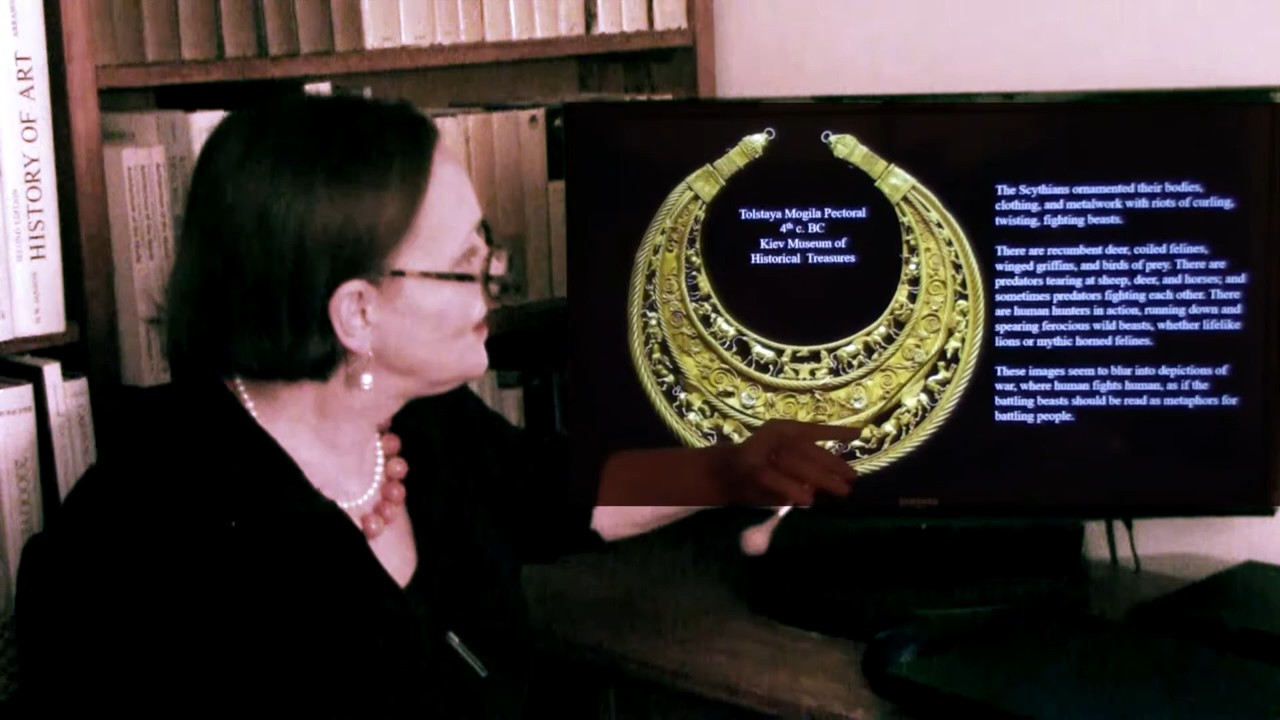 HISTORY OF ART
SECOND EDITION
Tolstaya Mogila Pectoral
4th c. BC
Kiev Museum of
Historical Treasures
The Scythians ornamented their bodies,
clothing, and metalwork with riots of curling,
twisting, fighting beasts.
There are recumbent deer, coiled felines,
winged griffins, and birds of prey. There are
predators tearing at sheep, deer, and horses; and
sometimes predators fighting each other. There
are human hunters in action, running down and
spearing ferocious wild beasts, whether lifelike
lions or mythic horned felines.
These images seem to blur into depictions of
war, where human fights human, as if the
battling beasts should be read as metaphors for
battling people.
SAMSUNG